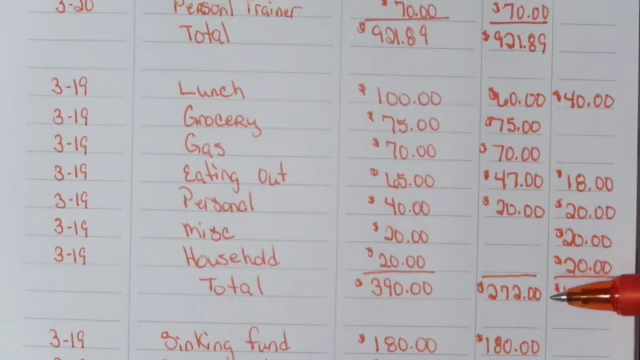 3-20 Person Trainer $70.00 $70.00
Total $921.89 $921.89
3-19 Lunch $100.00 $60.00 $40.00
3-19 Grocery $75.00 $75.00
3-19 Gas $70.00 $70.00
3-19 Eating Out $65.00 $47.00 $18.00
3-19 Personal $40.00 $20.00 $20.00
3-19 misc $20.00 $20.00
3-19 Household $20.00 $20.00
Total $390.00 $272.00
3-19 Sinking fund $180.00 $180.00